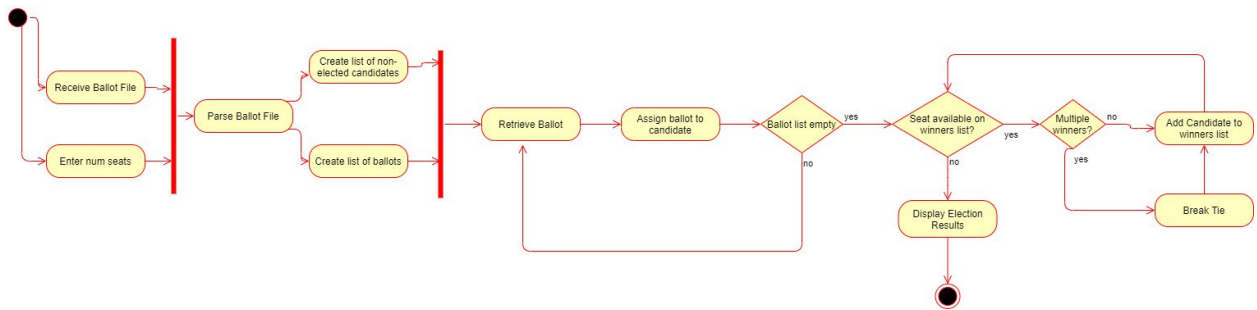 Receive Ballot File
Enter num seats
Parse Ballot File
Create list of non-
elected candidates
Create list of ballots
Retrieve Ballot
Assign ballot to
candidate
Ballot list empty
yes
no
Seat available on
winners list?
yes
no
Multiple
winners?
no
yes
Add Candidate to
winners list
Break Tie
Display Election
Results